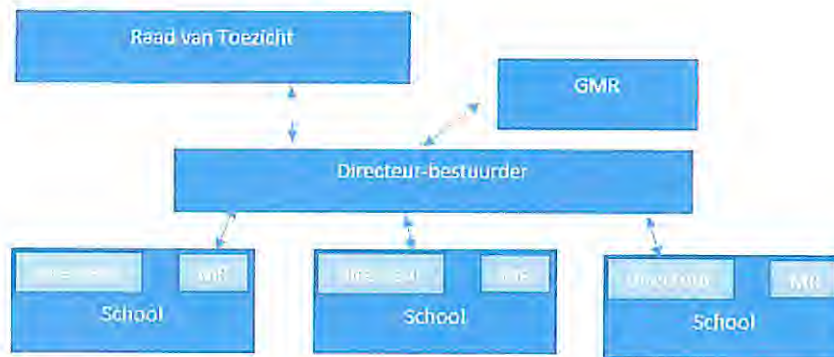 Raad van Toezicht
GMR
Directeur-bestuurder
MR
School
School
Directeur
MR
School